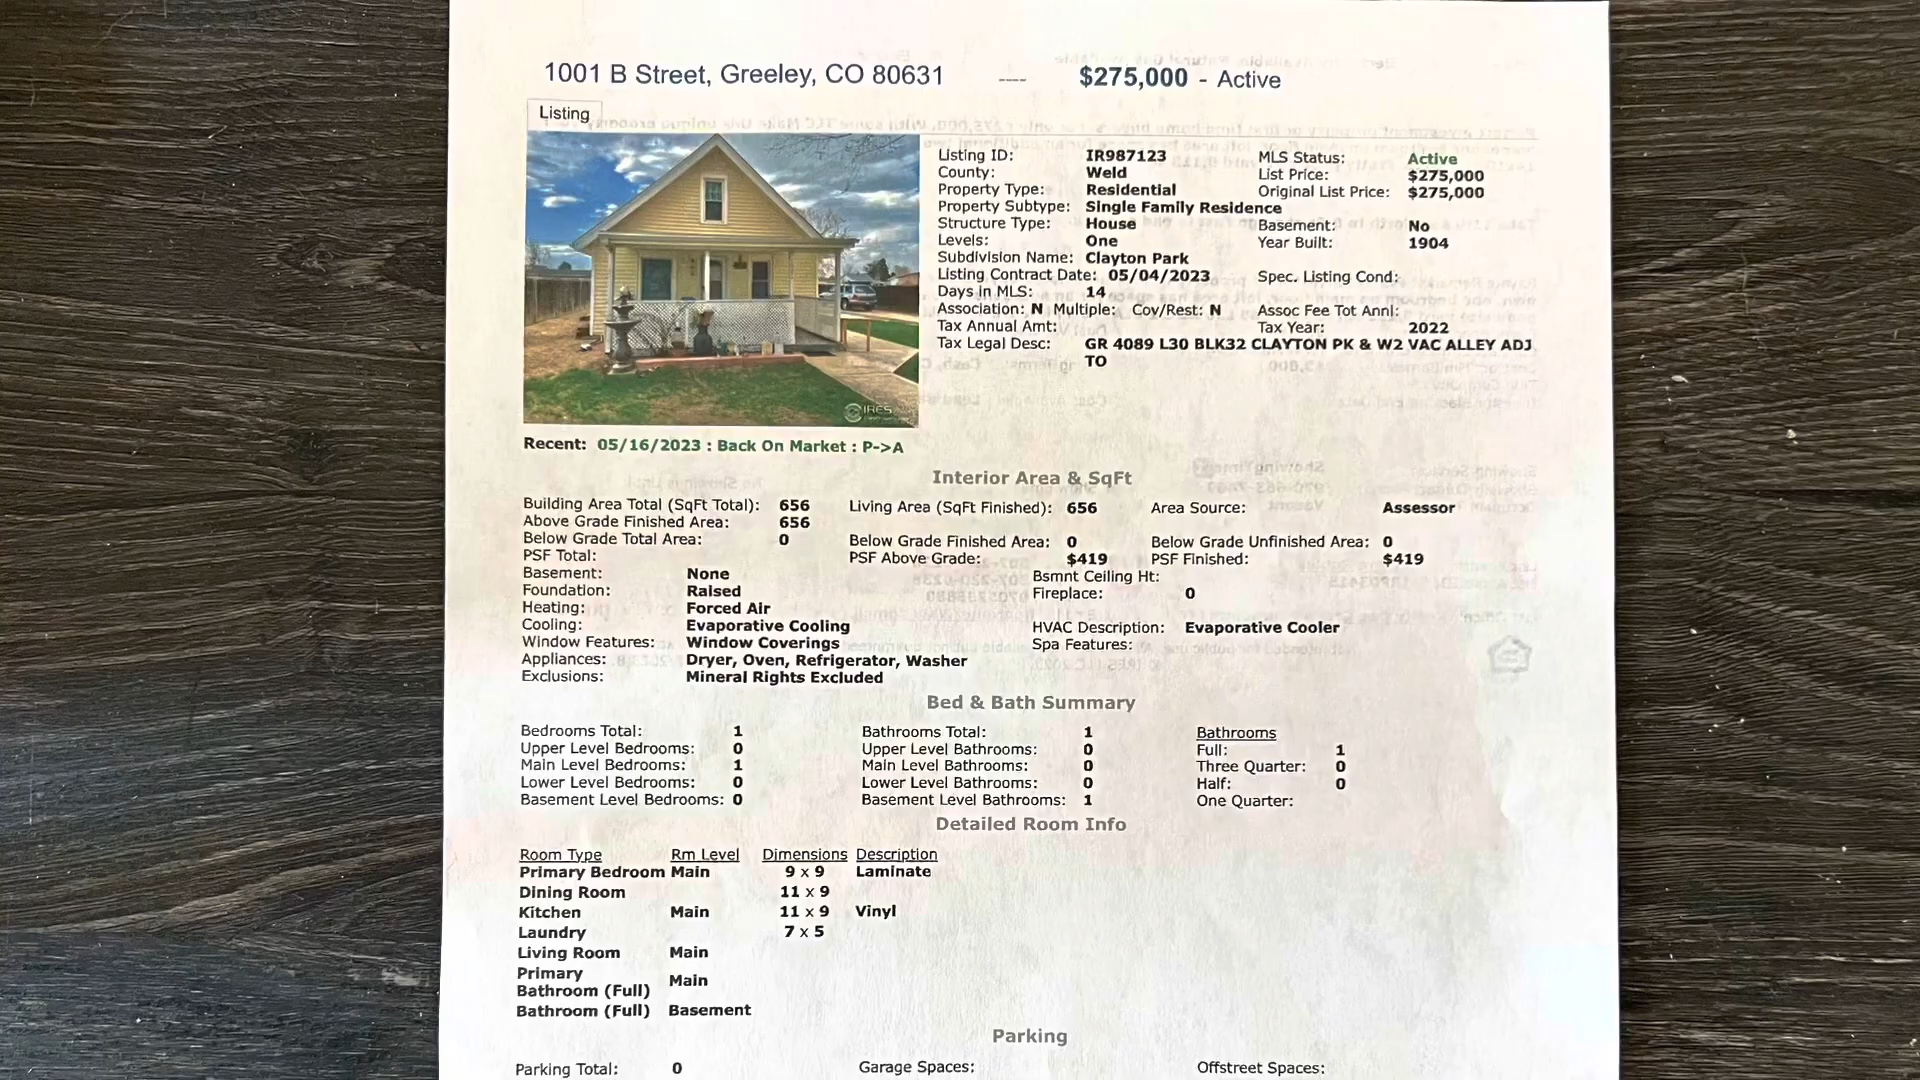 1001 B Street, Greeley, CO 80631 ---- $275,000 - Active
Listing
Listing ID: IR987123 MLS Status: Active
County: Weld List Price: $275,000
Property Type: Residential Original List Price: $275,000
Property Subtype: Single Family Residence
Structure Type: House Basement: No
Levels: One Year Built: 1904
Subdivision Name: Clayton Park
Listing Contract Date: 05/04/2023 Spec. Listing Cond:
Days in MLS: 14
Association: N Multiple: Cov/Rest: N Assoc Fee Tot Annl:
Tax Annual Amt: Tax Year: 2022
Tax Legal Desc: GR 4089 L30 BLK32 CLAYTON PK & W2 VAC ALLEY ADJ
TO
IRES
Recent: 05/16/2023 : Back On Market : P->A
Interior Area & SqFt
Building Area Total (SqFt Total): 656 Living Area (SqFt Finished): 656 Area Source: Assessor
Above Grade Finished Area: 656
Below Grade Total Area: 0 Below Grade Finished Area: 0 Below Grade Unfinished Area: 0
PSF Total: PSF Above Grade: $419 PSF Finished: $419
Basement: None Bsmnt Ceiling Ht:
Foundation: Raised Fireplace: 0
Heating: Forced Air
Cooling: Evaporative Cooling HVAC Description: Evaporative Cooler
Window Features: Window Coverings Spa Features:
Appliances: Dryer, Oven, Refrigerator, Washer
Exclusions: Mineral Rights Excluded
Bed & Bath Summary
Bedrooms Total: 1 Bathrooms Total: 1 Bathrooms
Upper Level Bedrooms: 0 Upper Level Bathrooms: 0 Full: 1
Main Level Bedrooms: 1 Main Level Bathrooms: 0 Three Quarter: 0
Lower Level Bedrooms: 0 Lower Level Bathrooms: 0 Half: 0
Basement Level Bedrooms: 0 Basement Level Bathrooms: 1 One Quarter:
Detailed Room Info
Room Type Rm Level Dimensions Description
Primary Bedroom Main 9 x 9 Laminate
Dining Room 11 x 9
Kitchen Main 11 x 9 Vinyl
Laundry 7 x 5
Living Room Main
Primary
Bathroom (Full) Main
Bathroom (Full) Basement
Parking
Parking Total: 0 Garage Spaces: Offstreet Spaces: